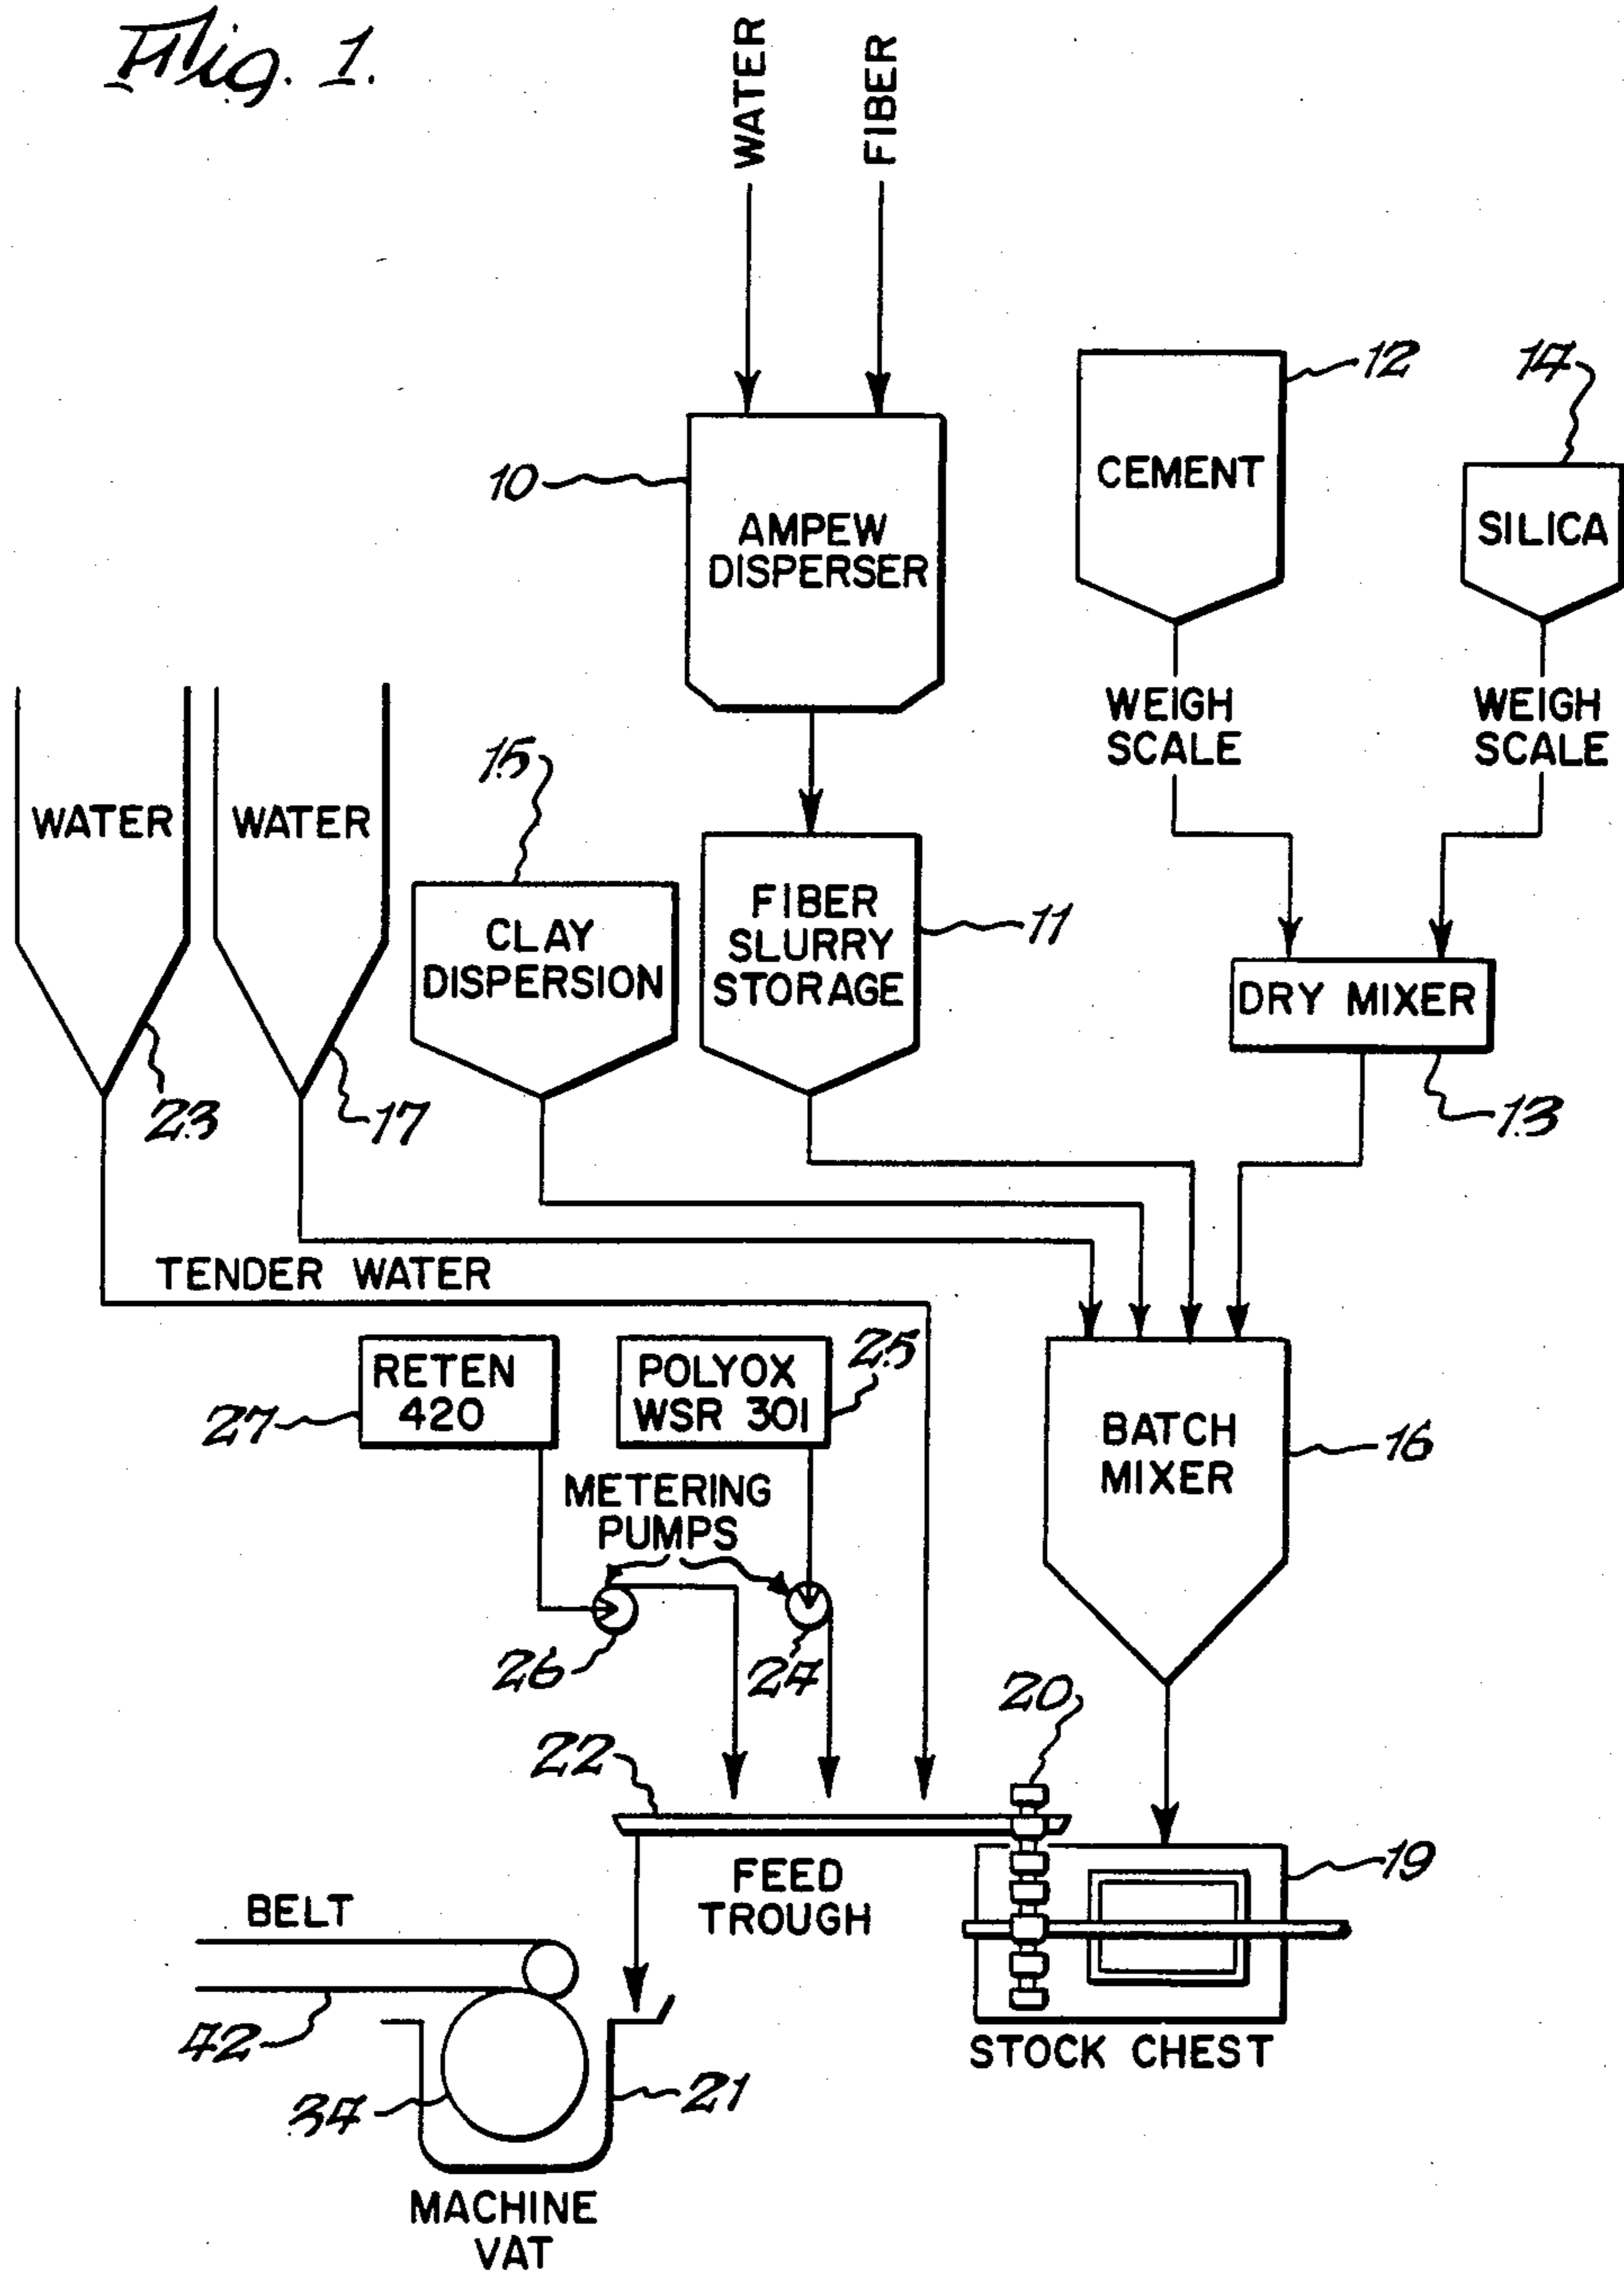 Fig. 1.
WATER
FIBER
12
14
CEMENT
10
SILICA
AMPEW
DISPERSER
WEIGH
SCALE
WEIGH
SCALE
15
WATER
WATER
FIBER
SLURRY
STORAGE
11
CLAY
DISPERSION
DRY MIXER
23
17
13
TENDER WATER
RETEN
420
POLYOX
WSR 301
25
27
BATCH
MIXER
16
METERING
PUMPS
26
24
20
22
FEED
TROUGH
19
BELT
STOCK CHEST
42
34
21
MACHINE
VAT